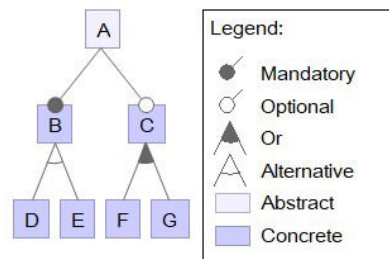 A
B
C
D
E
F
G
Legend:
Mandatory
Optional
Or
Alternative
Abstract
Concrete